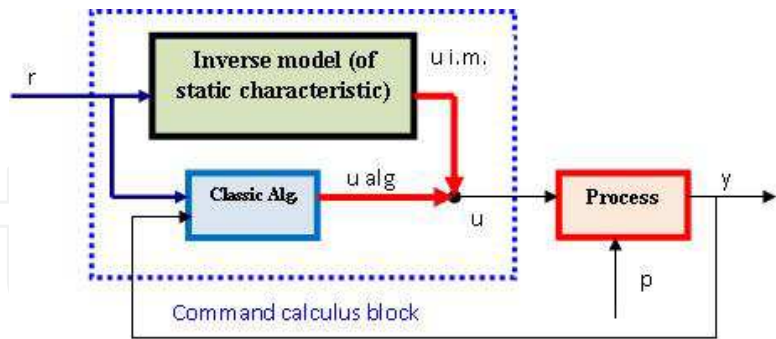 Inverse model (of
static characteristic)
u i.m.
r
Classic Alg.
u alg
u
Process
y
p
Command calculus block